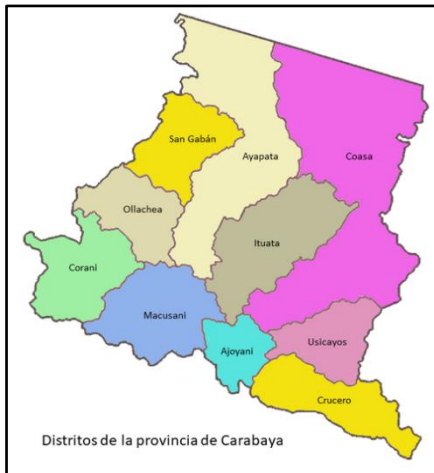 San Gabán
Ayapata
Coasa
Ollachea
Ituata
Corani
Macusani
Usicayos
Ajoyani
Crucero
Distritos de la provincia de Carabaya